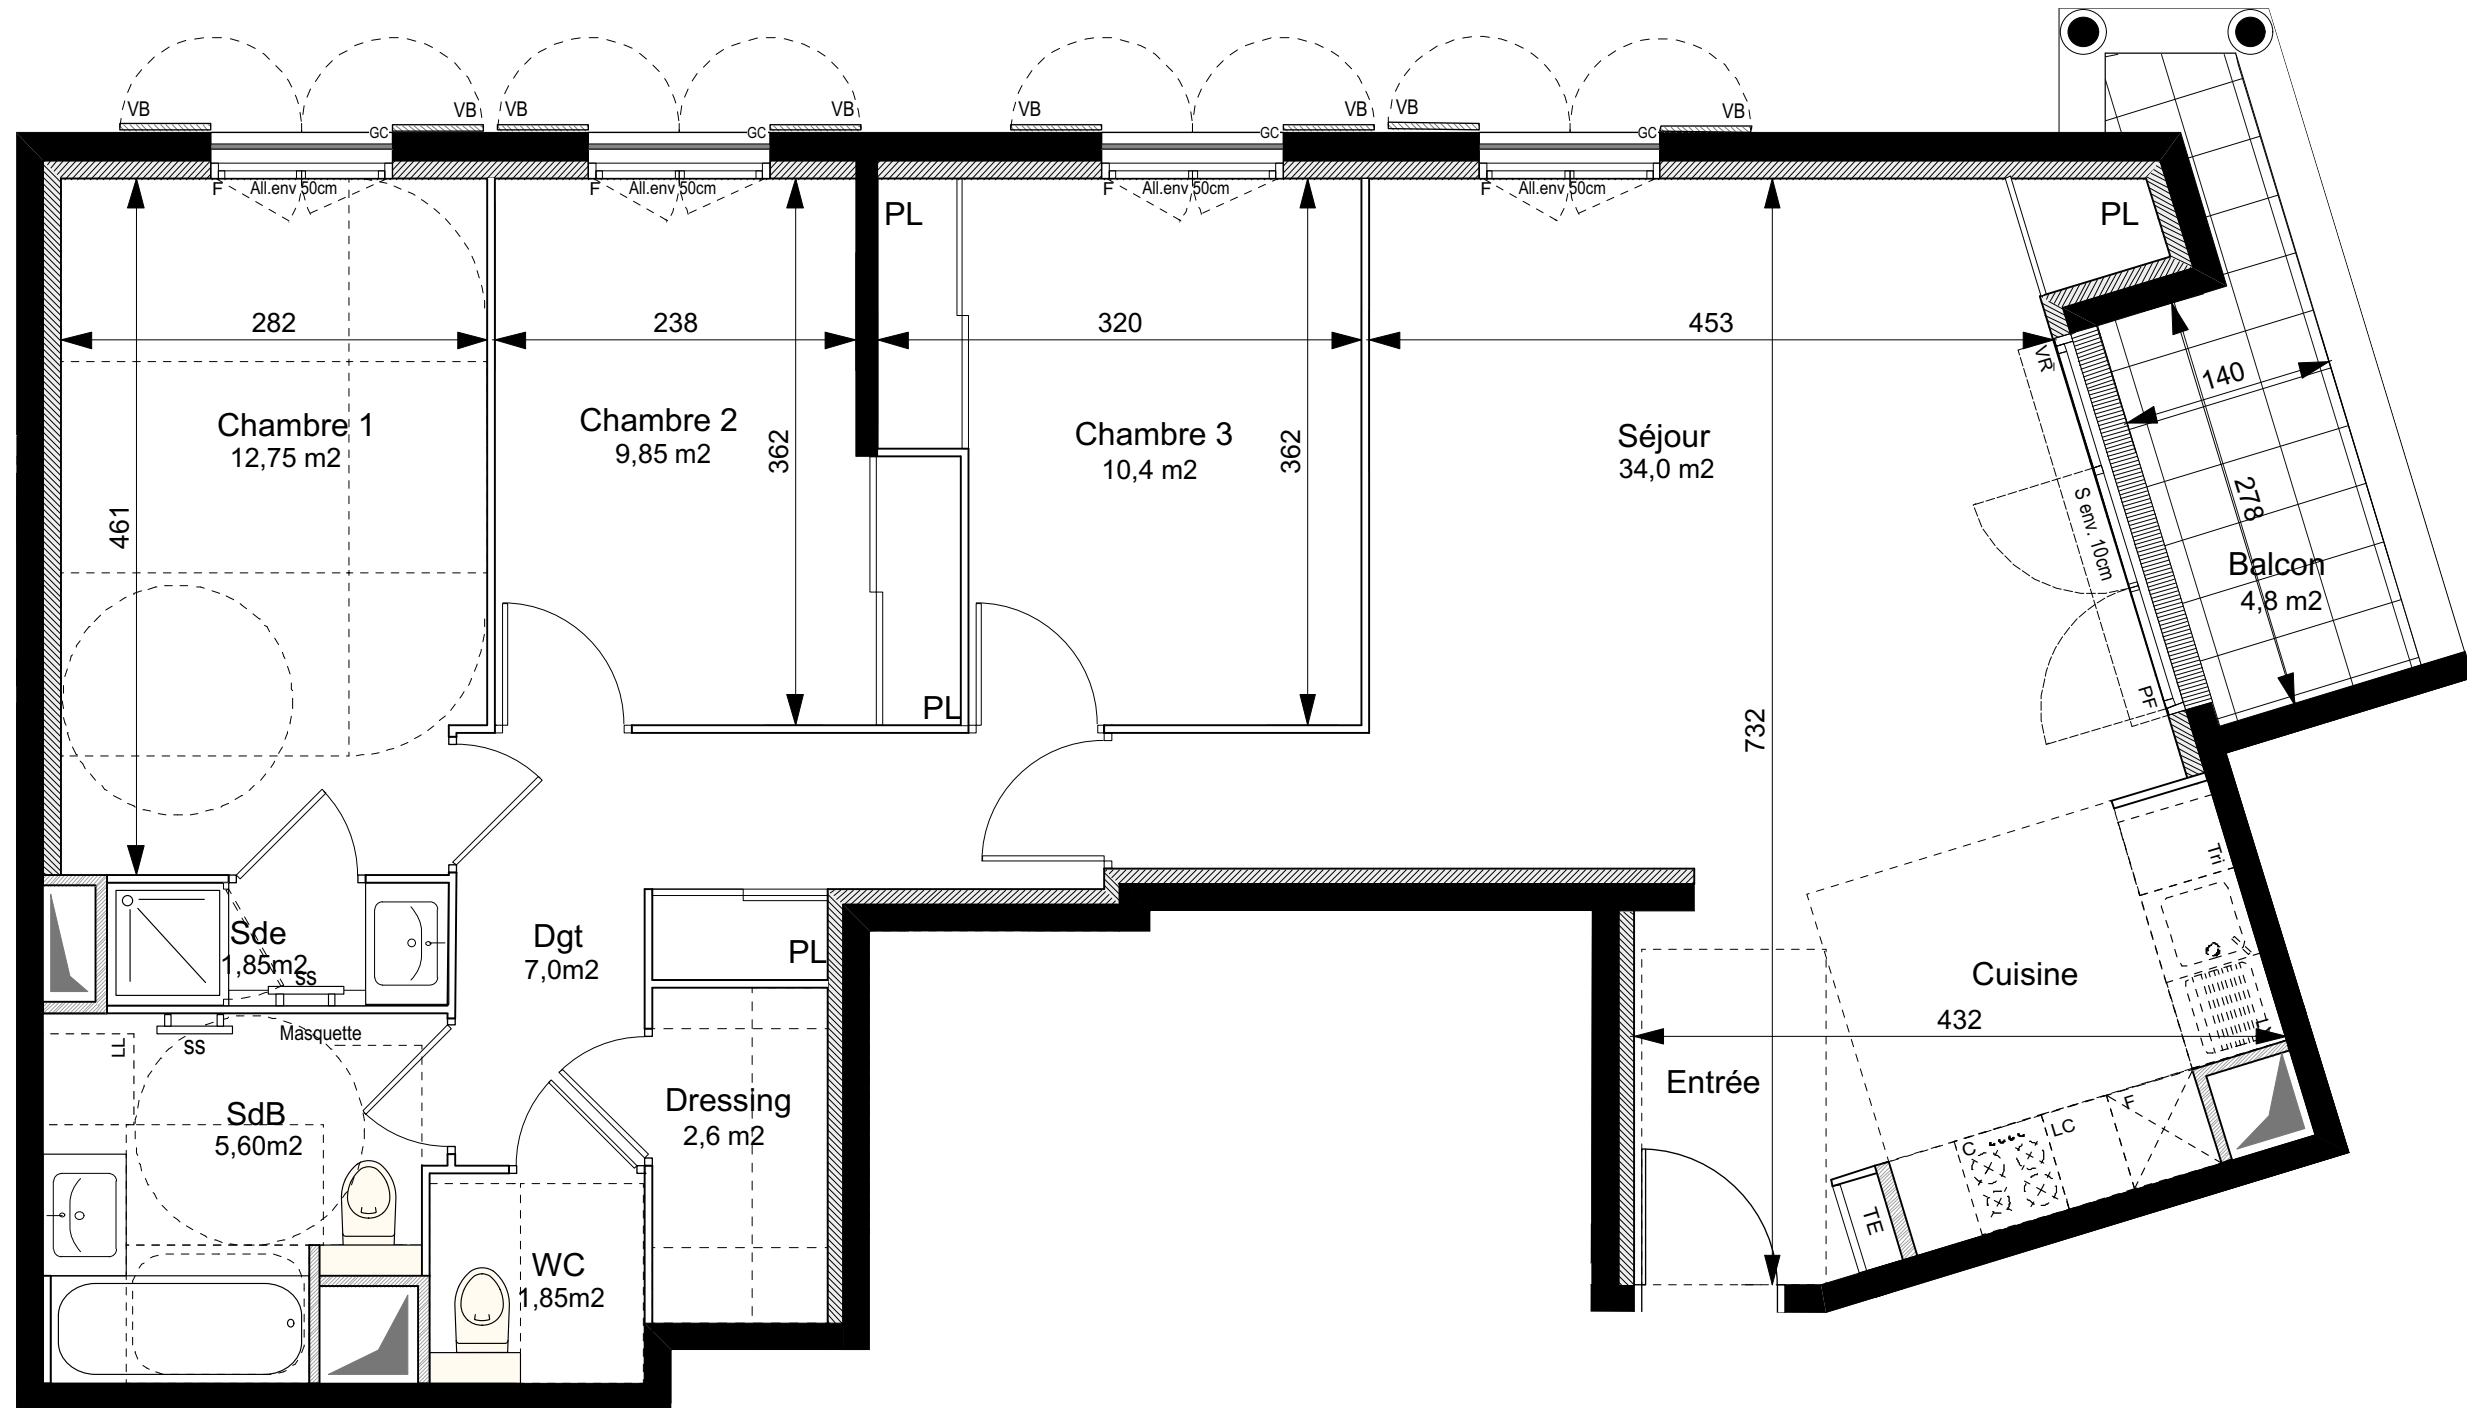 VB
VB
VB
VB
VB
VB
VB
VB
GC
GC
GC
GC
F
All.env 50cm
F
All.env 50cm
F
All.env 50cm
F
All.env 50cm
PL
PL
282
238
320
453
VR
140
Chambre 1
12,75 m2
Chambre 2
9,85 m2
362
Chambre 3
10,4 m2
362
Séjour
34,0 m2
461
S env. 10cm
278
Balcon
4,8 m2
PL
PF
732
Tri
Sde
1,85m2
SS
Dgt
7,0m2
PL
Cuisine
432
LL
SS
Masquette
LV
Entrée
SdB
5,60m2
Dressing
2,6 m2
F
LC
C
TE
WC
1,85m2